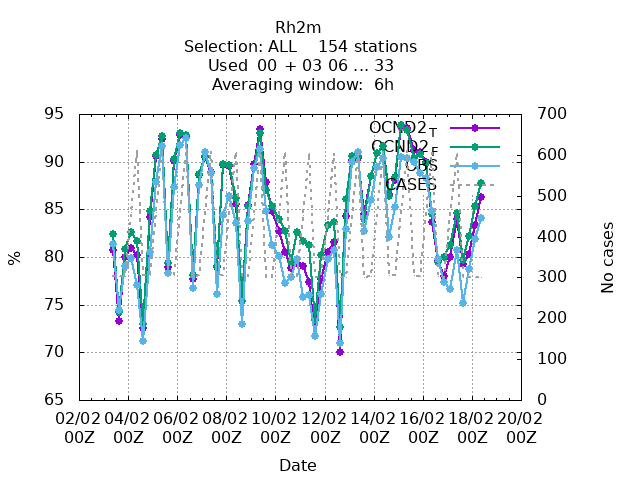 Rh2m
Selection: ALL    154 stations
Used  00 + 03 06 ... 33
Averaging window:  6h
95
90
85
80
75
70
65
%
700
600
500
400
300
200
100
0
No cases
OCND2_T
OCND2_F
OBS
CASES
02/02 04/02 06/02 08/02 10/02 12/02 14/02 16/02 18/02 20/02
00Z 00Z 00Z 00Z 00Z 00Z 00Z 00Z 00Z 00Z
Date